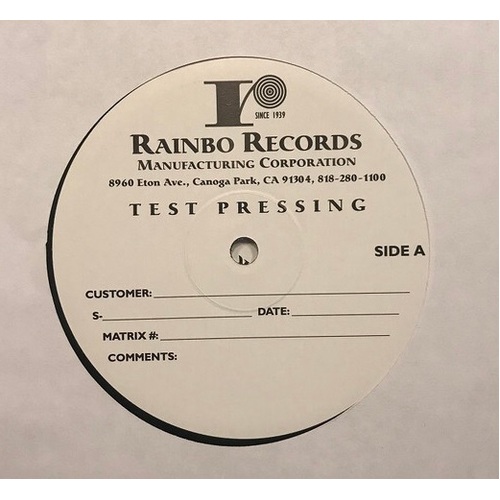 r
SINCE 1939
RAINBO RECORDS
MANUFACTURING CORPORATION
8960 Eton Ave., Canoga Park, CA 91304, 818-280-1100
TEST PRESSING
SIDE A
CUSTOMER:
S- DATE:
MATRIX #:
COMMENTS: